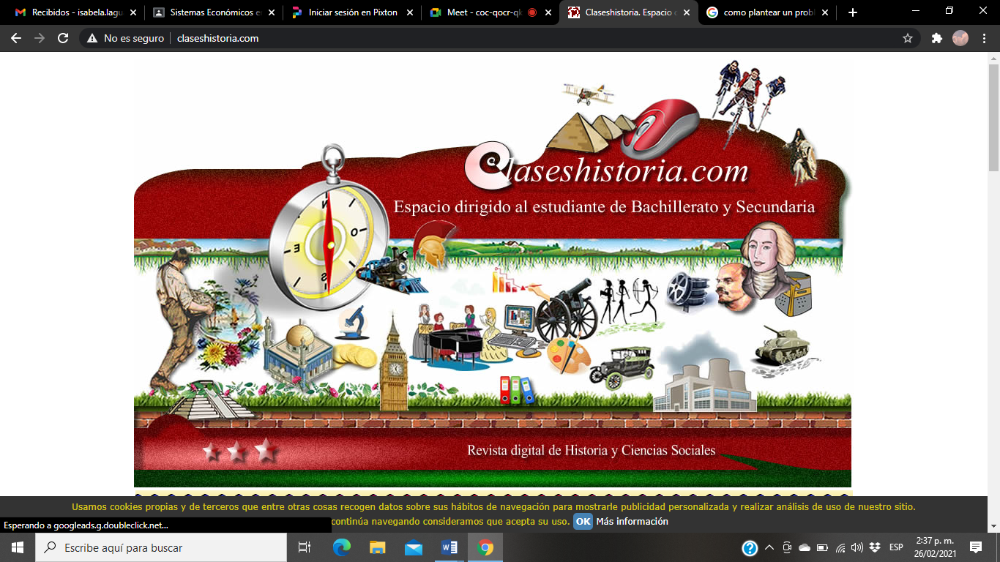 Recibidos - isabela.lagu
Sistemas Económicos e
Iniciar sesión en Pixton
Meet - coc-qocr-q
Claseshistoria. Espacio
como plantear un prob
No es seguro
claseshistoria.com
Claseshistoria.com
Espacio dirigido al estudiante de Bachillerato y Secundaria
N
O
E
S
Revista digital de Historia y Ciencias Sociales
Usamos cookies propias y de terceros que entre otras cosas recogen datos sobre sus hábitos de navegación para mostrarle publicidad personalizada y realizar análisis de uso de nuestro sitio.
continúa navegando consideramos que acepta su uso. OK Más información
Esperando a googleads.g.doubleclick.net...
Escribe aquí para buscar
ESP
2:37 p. m.
26/02/2021